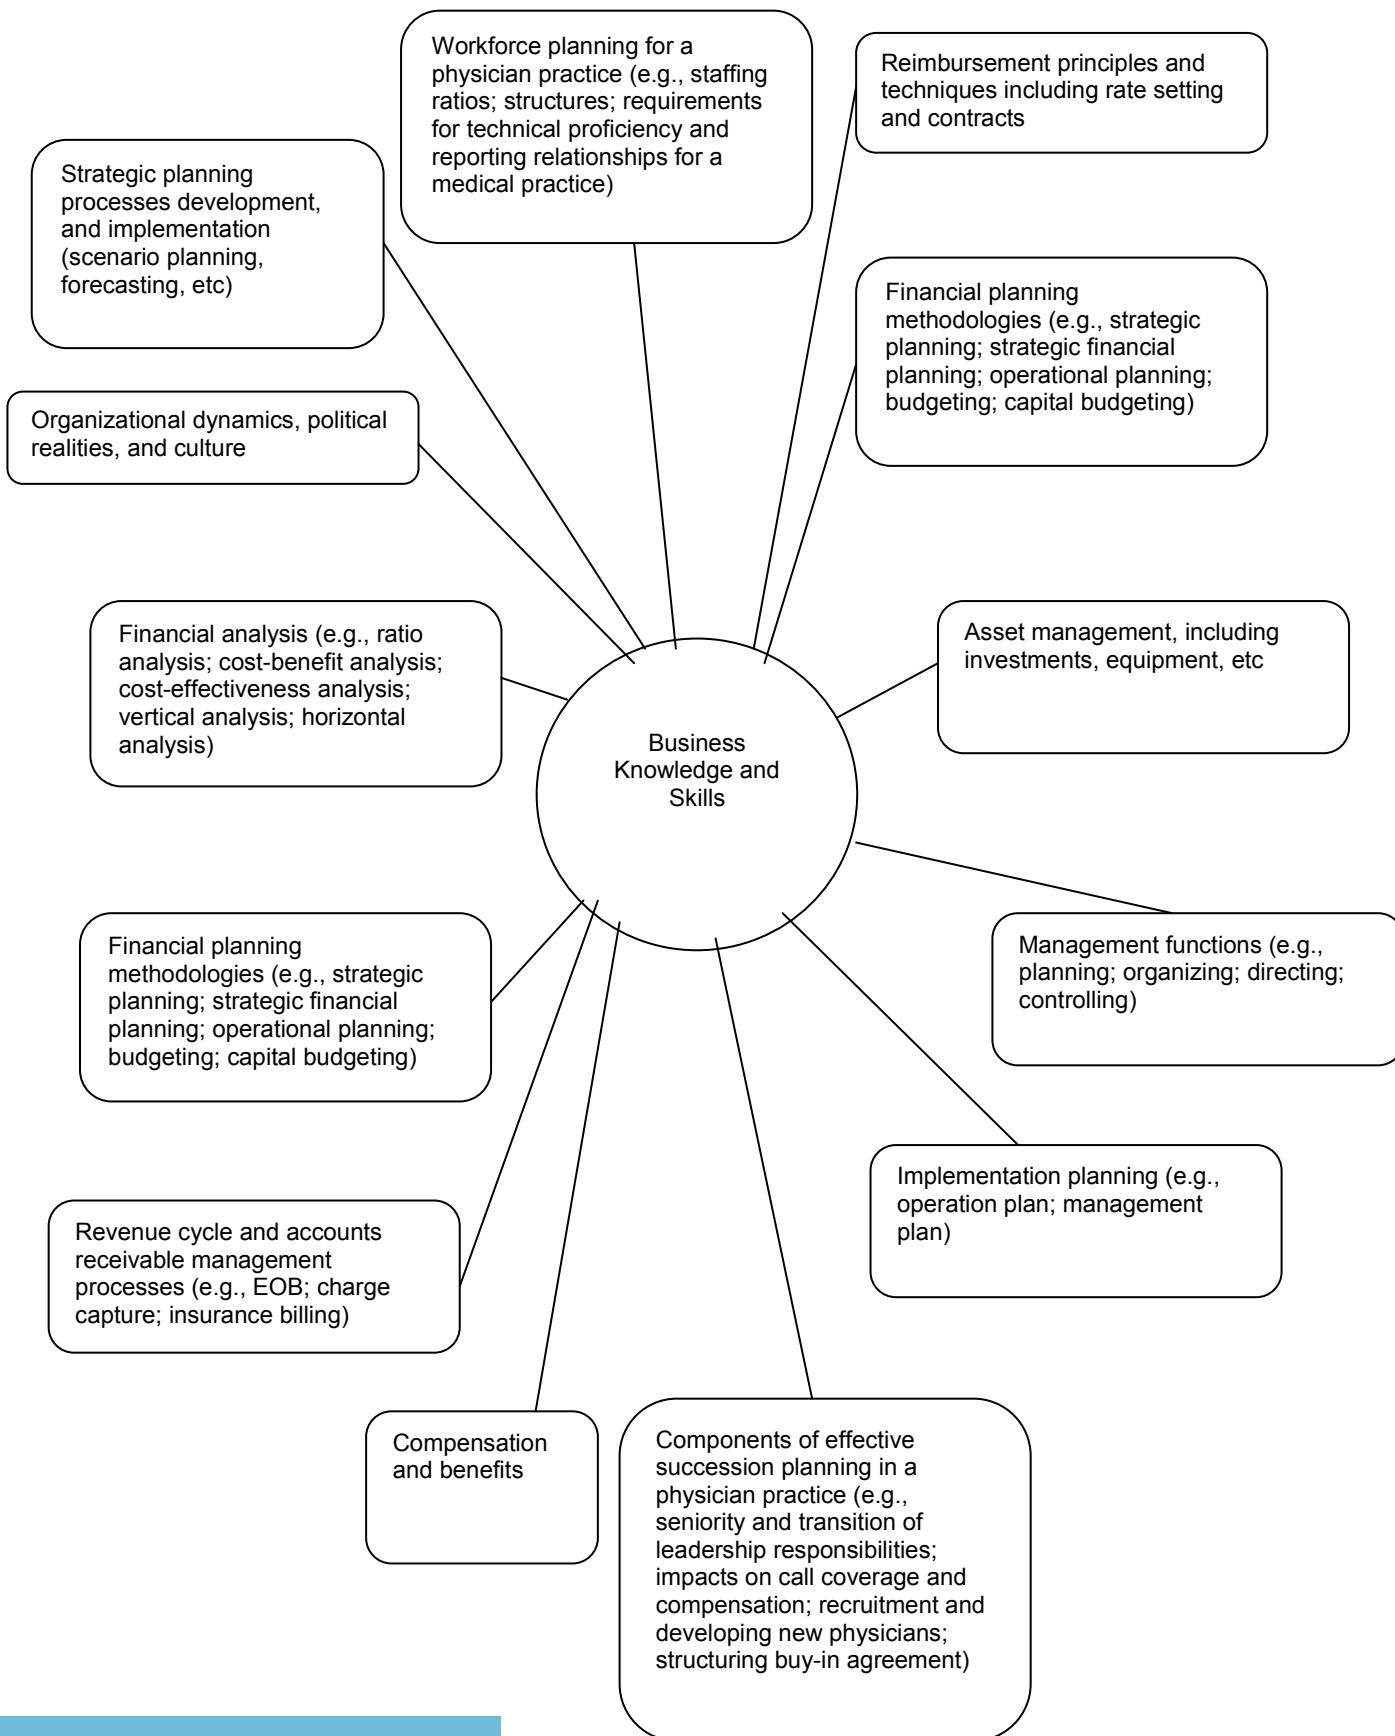 Workforce planning for a
physician practice (e.g., staffing
ratios; structures; requirements
for technical proficiency and
reporting relationships for a
medical practice)
Reimbursement principles and
techniques including rate setting
and contracts
Strategic planning
processes development,
and implementation
(scenario planning,
forecasting, etc)
Financial planning
methodologies (e.g., strategic
planning; strategic financial
planning; operational planning;
budgeting; capital budgeting)
Organizational dynamics, political
realities, and culture
Financial analysis (e.g., ratio
analysis; cost-benefit analysis;
cost-effectiveness analysis;
vertical analysis; horizontal
analysis)
Asset management, including
investments, equipment, etc
Business
Knowledge and
Skills
Financial planning
methodologies (e.g., strategic
planning; strategic financial
planning; operational planning;
budgeting; capital budgeting)
Management functions (e.g.,
planning; organizing; directing;
controlling)
Implementation planning (e.g.,
operation plan; management
plan)
Revenue cycle and accounts
receivable management
processes (e.g., EOB; charge
capture; insurance billing)
Compensation
and benefits
Components of effective
succession planning in a
physician practice (e.g.,
seniority and transition of
leadership responsibilities;
impacts on call coverage and
compensation; recruitment and
developing new physicians;
structuring buy-in agreement)